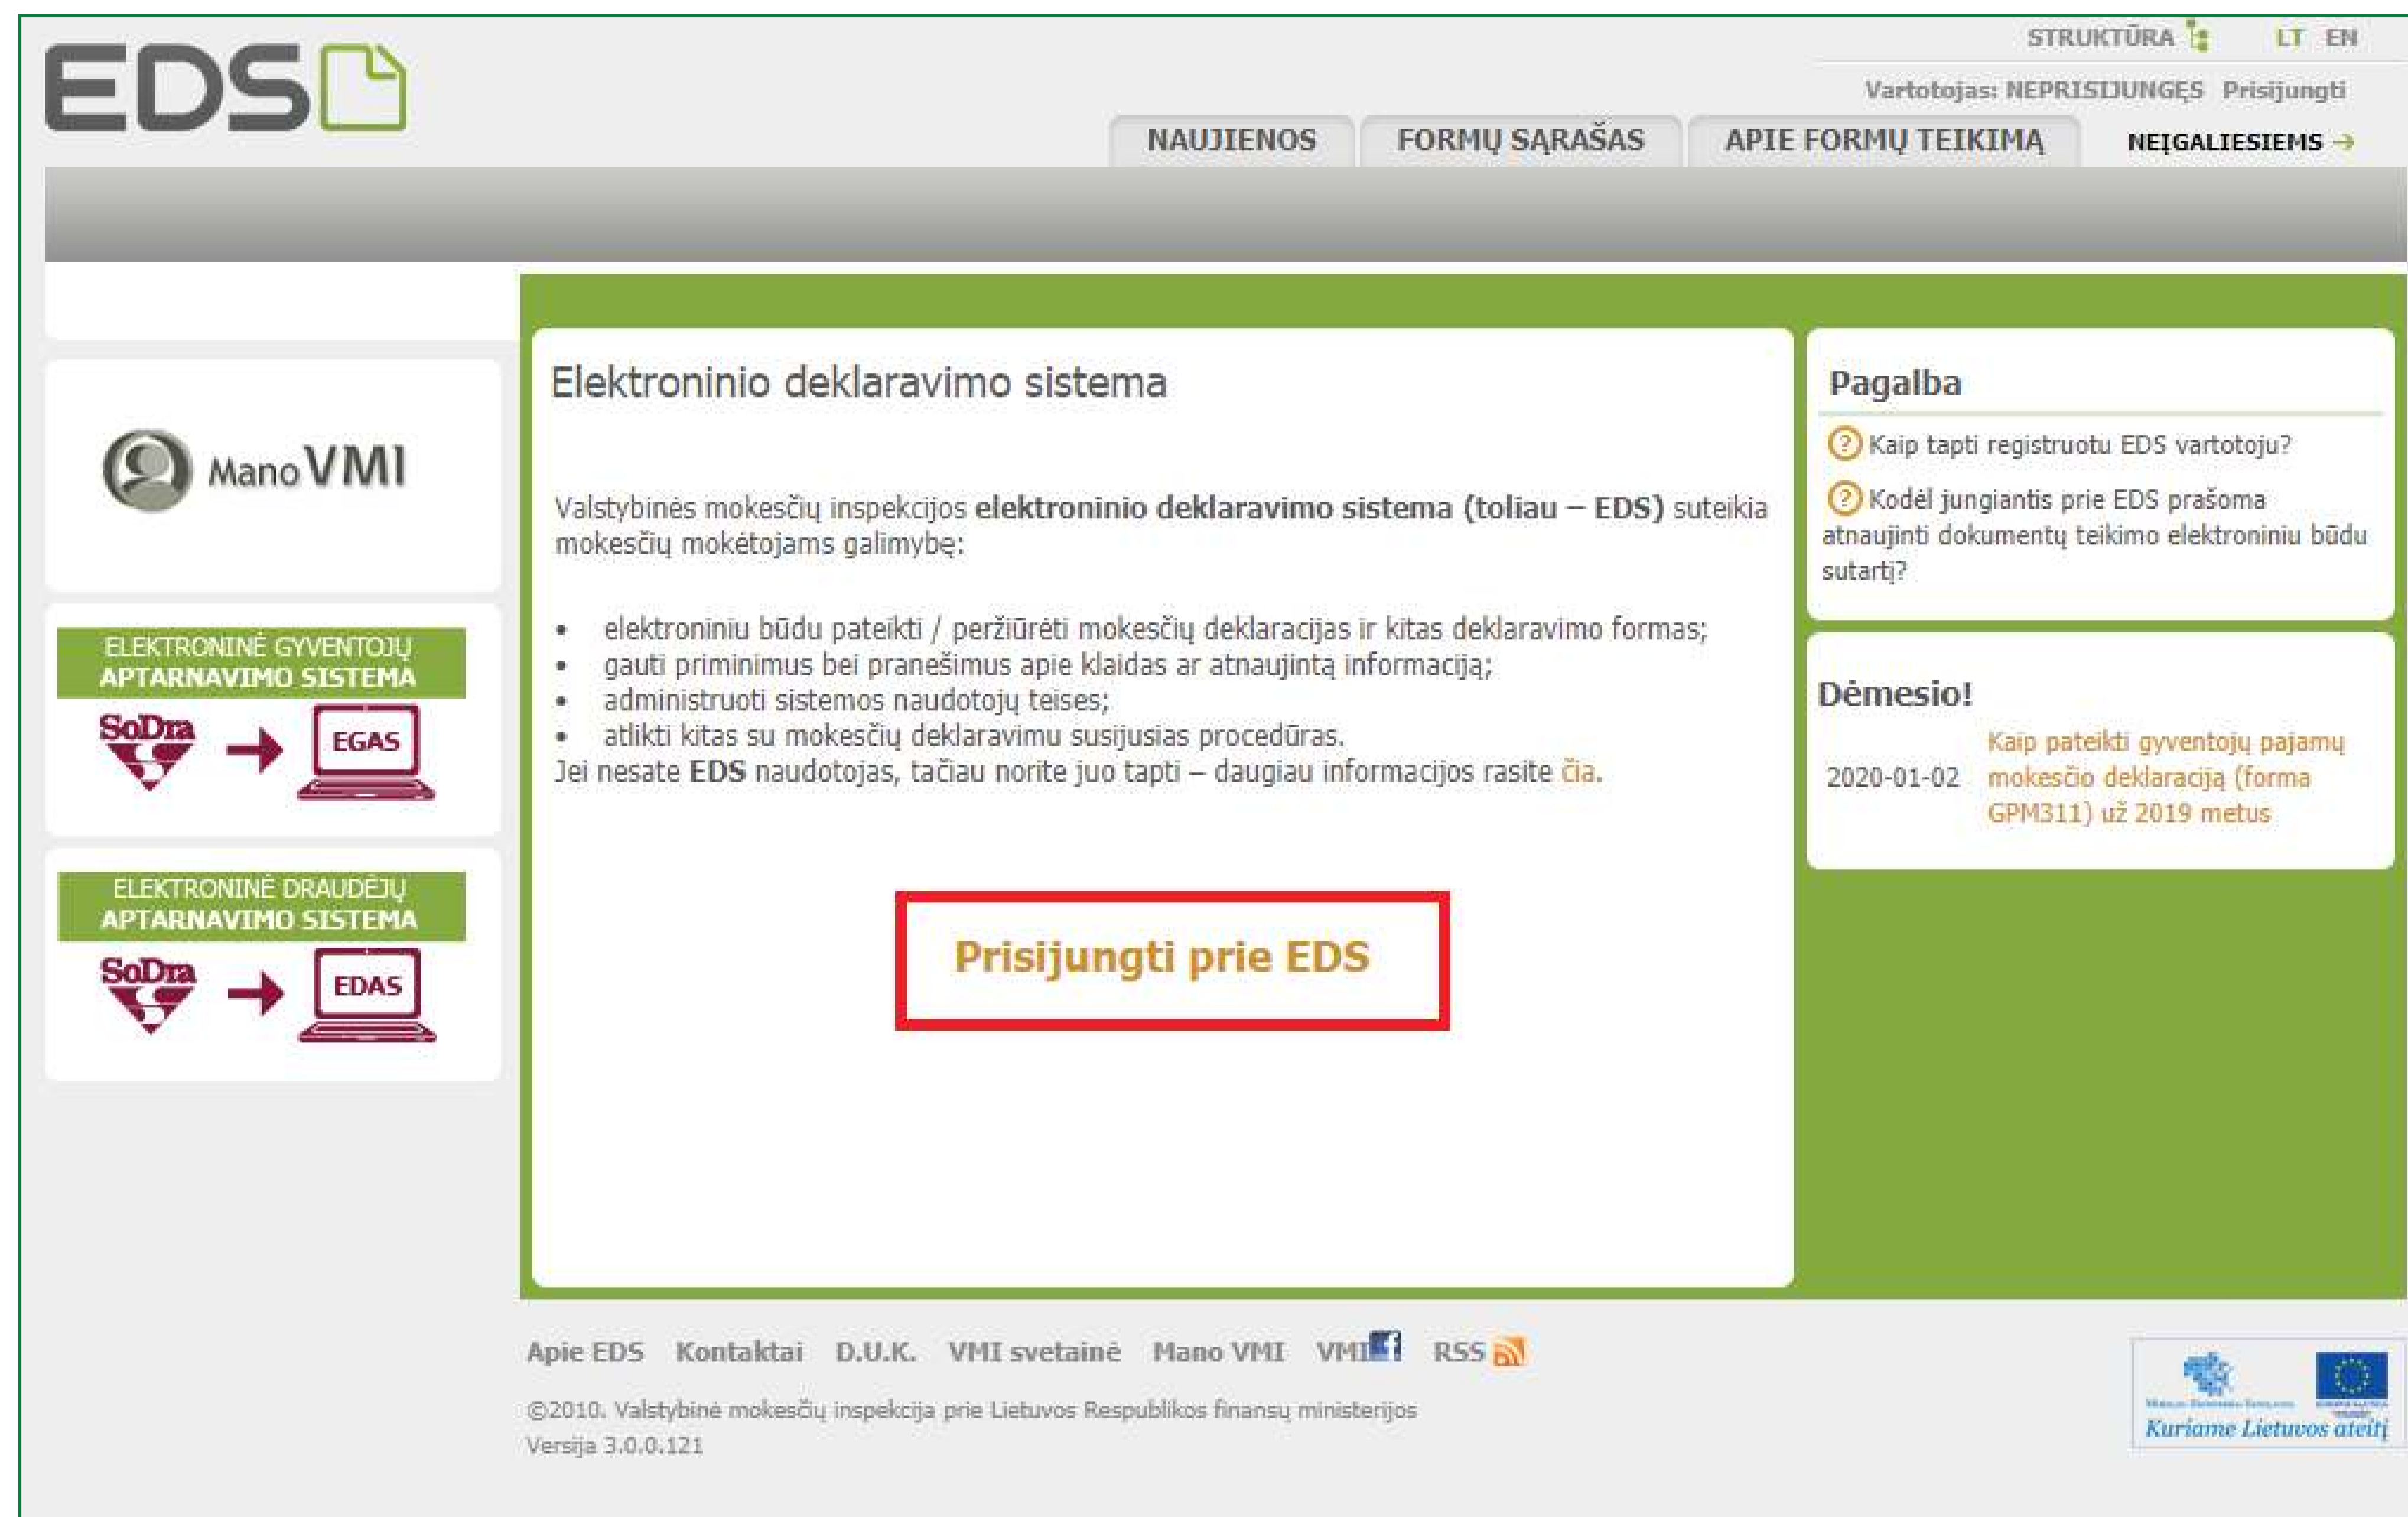 EDS
STRUKTŪRA LT EN
Vartotojas: NEPRISIJUNGĘS Prisijungti
NAUJIENOS FORMŲ SĄRAŠAS APIE FORMŲ TEIKIMĄ NEĮGALIESIEMS
Mano VMI
ELEKTRONINĖ GYVENTOJŲ
APTARNAVIMO SISTEMA
SoDra EGAS
ELEKTRONINĖ DRAUDĖJŲ
APTARNAVIMO SISTEMA
SoDra EDAS
Elektroninio deklaravimo sistema
Valstybinės mokesčių inspekcijos elektroninio deklaravimo sistema (toliau – EDS) suteikia
mokesčių mokėtojams galimybę:
• elektroniniu būdu pateikti / peržiūrėti mokesčių deklaracijas ir kitas deklaravimo formas;
• gauti priminimus bei pranešimus apie klaidas ar atnaujintą informaciją;
• administruoti sistemos naudotojų teises;
• atlikti kitas su mokesčių deklaravimu susijusias procedūras.
Jei nesate EDS naudotojas, tačiau norite juo tapti – daugiau informacijos rasite čia.
Prisijungti prie EDS
Pagalba
Kaip tapti registruotu EDS vartotoju?
Kodėl jungiantis prie EDS prašoma
atnaujinti dokumentų teikimo elektroniniu būdu
sutartį?
Dėmesio!
2020-01-02 Kaip pateikti gyventojų pajamų
mokesčio deklaraciją (forma
GPM311) už 2019 metus
Apie EDS Kontaktai D.U.K. VMI svetainė Mano VMI VMI RSS
©2010. Valstybinė mokesčių inspekcija prie Lietuvos Respublikos finansų ministerijos
Versija 3.0.0.121
Kuriame Lietuvos ateitį